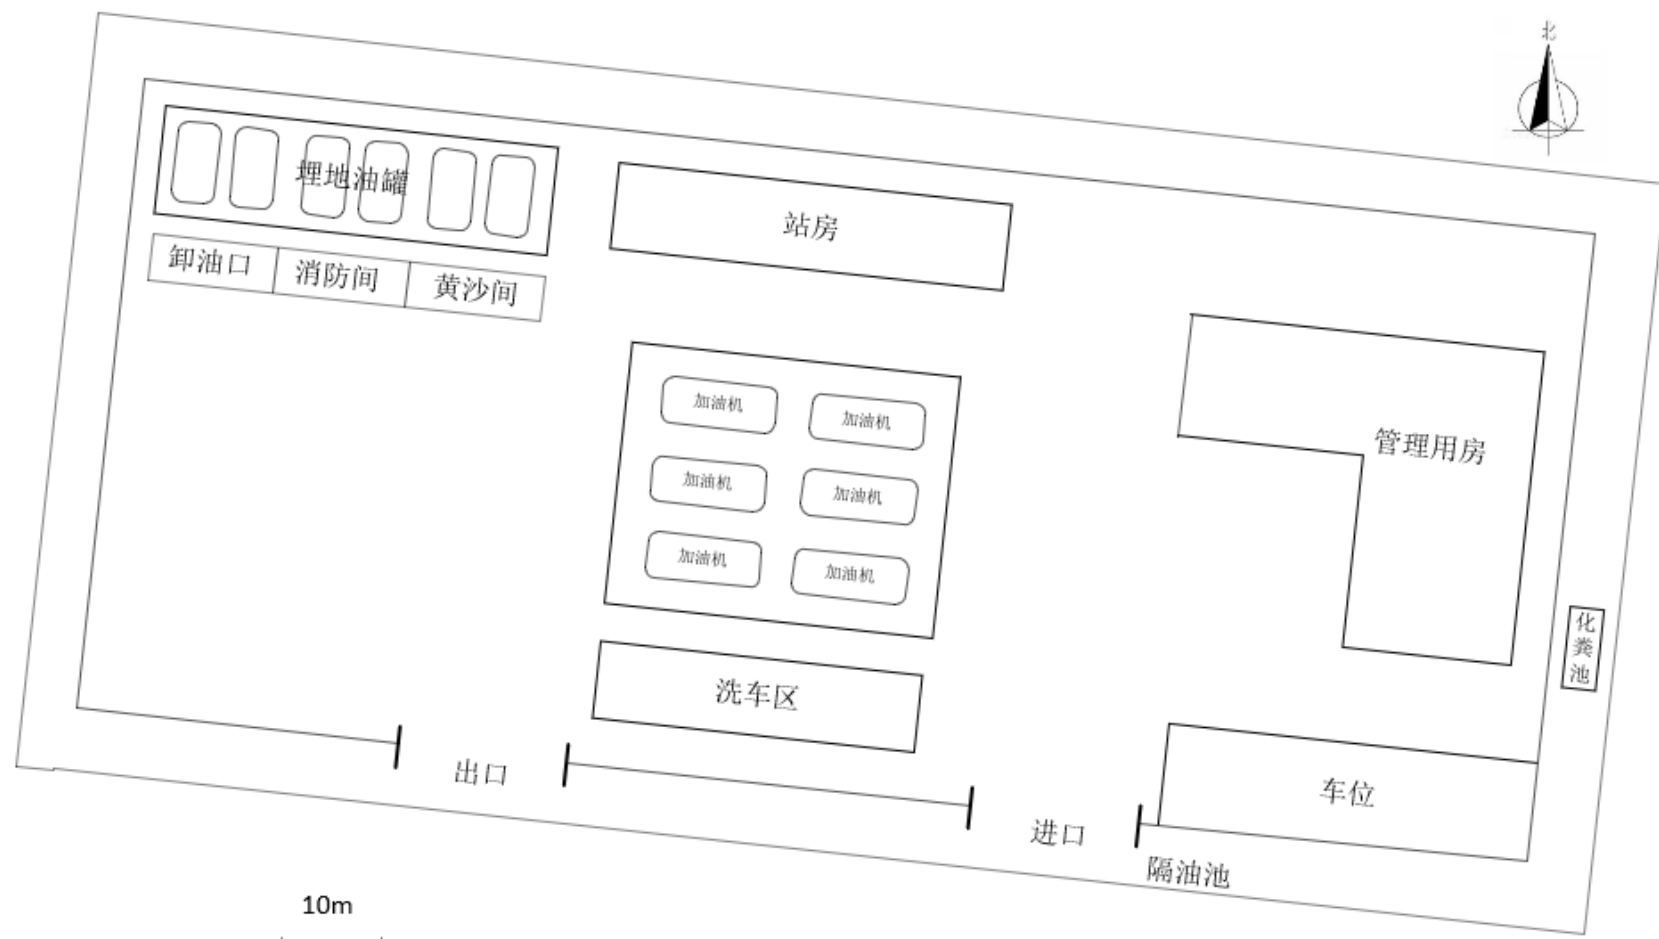 北
埋地油罐
站房
卸油口
消防间
黄沙间
加油机
加油机
管理用房
加油机
加油机
加油机
加油机
化粪池
洗车区
出口
车位
进口
隔油池
10m